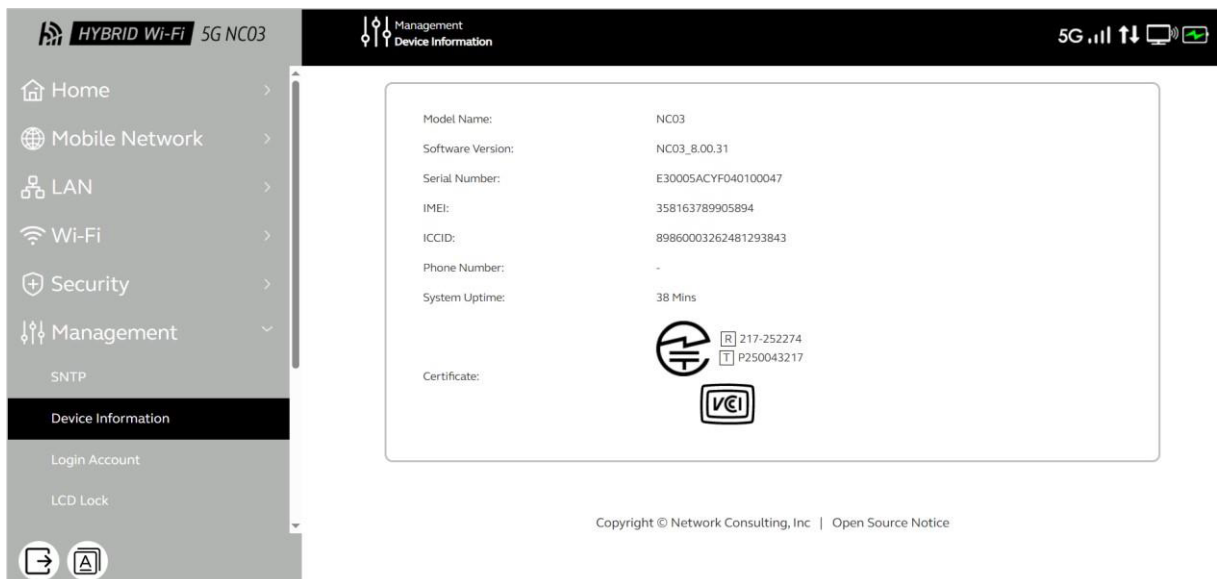 HYBRID Wi-Fi 5G NC03
Management
Device Information
5G
Home
Mobile Network
LAN
Wi-Fi
Security
Management
SNTP
Device Information
Login Account
LCD Lock
A
Model Name: NC03
Software Version: NC03_8.00.31
Serial Number: E30005ACYF040100047
IMEI: 358163789905894
ICCID: 89860003262481293843
Phone Number: -
System Uptime: 38 Mins
Certificate:
R 217-252274
T P250043217
VCI
Copyright © Network Consulting, Inc | Open Source Notice